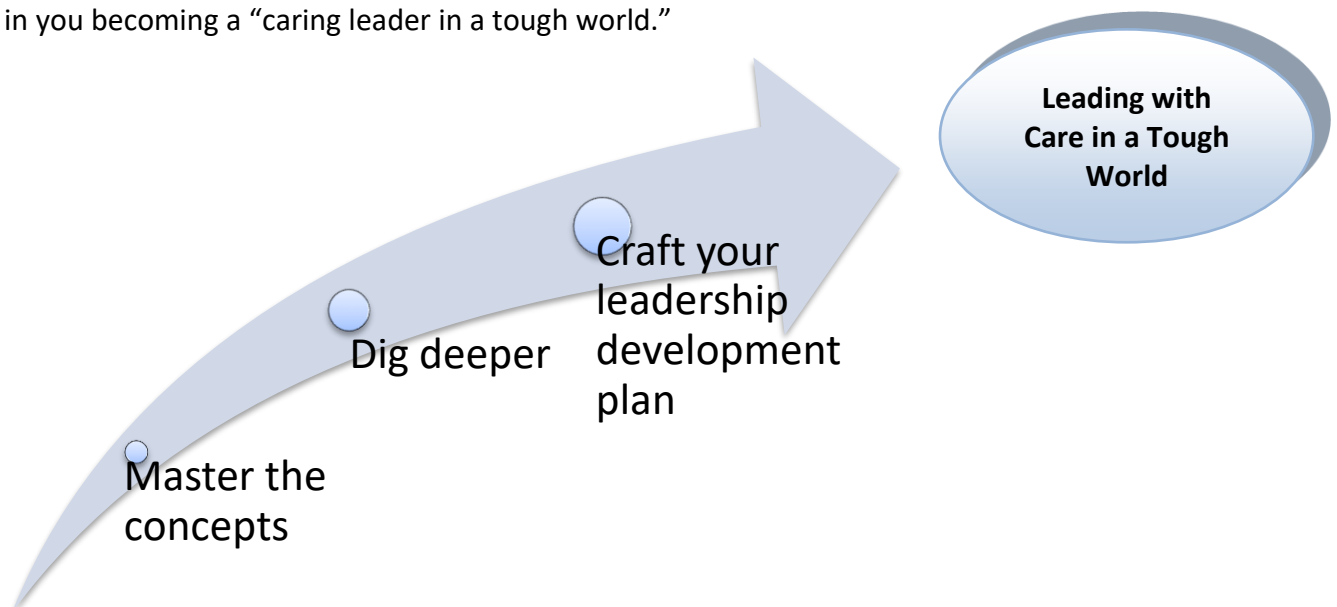 in you becoming a “caring leader in a tough world.”
Leading with
Care in a Tough
World
Craft your
leadership
development
plan
Dig deeper
Master the
concepts